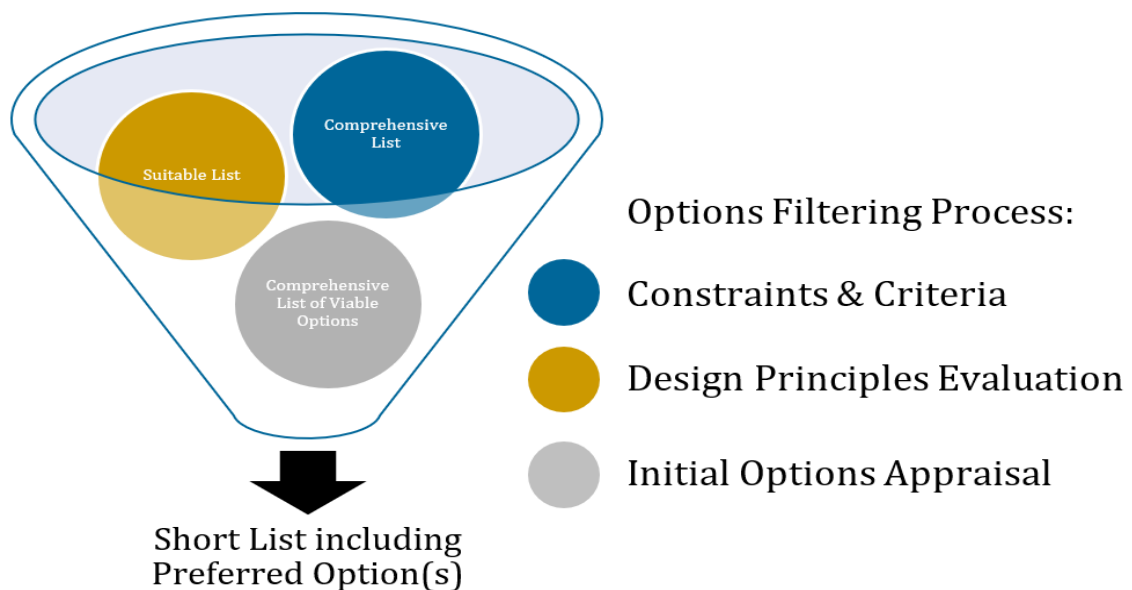 Comprehensive
List
Suitable List
Comprehensive
List of Viable
Options
Options Filtering Process:
Constraints & Criteria
Design Principles Evaluation
Initial Options Appraisal
Short List including
Preferred Option(s)